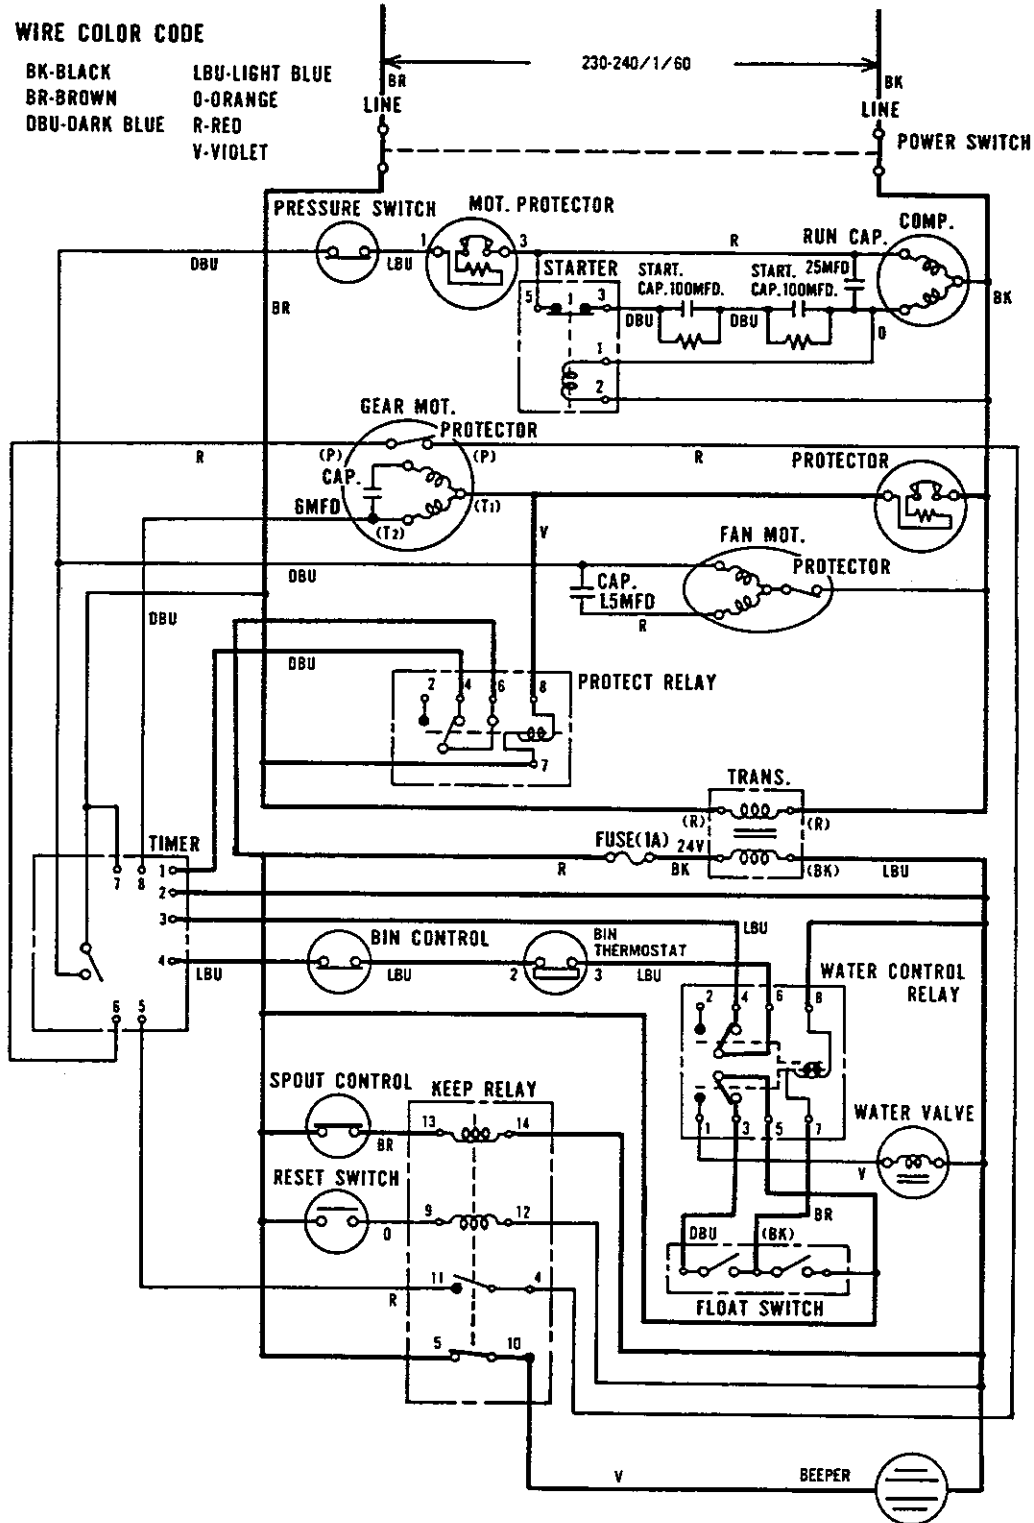 WIRE COLOR CODE
BK-BLACK LBU-LIGHT BLUE
BR-BROWN O-ORANGE
DBU-DARK BLUE R-RED
V-VIOLET
230-240/1/60
BR BK
LINE LINE
POWER SWITCH
PRESSURE SWITCH MOT. PROTECTOR COMP.
1 3 R RUN CAP.
DBU LBU
STARTER START. START. 25MFD
CAP.100MFD. CAP.100MFD.
BR 5 1 3 BK
DBU DBU O
1
2
GEAR MOT.
PROTECTOR
R (P) (P) R PROTECTOR
CAP.
6MFD (T1)
(T2)
V FAN MOT.
PROTECTOR
DBU CAP.
1.5MFD
DBU R
DBU
2 4 6 8 PROTECT RELAY
7
TRANS.
(R) (R)
TIMER FUSE(1A) 24V
R BK (BK) LBU
7 8 1
2
3 LBU
BIN CONTROL BIN
THERMOSTAT
4 LBU LBU 2 3 LBU WATER CONTROL
RELAY
2 4 6 8
6 5
SPOUT CONTROL KEEP RELAY
WATER VALVE
13 14 1 3 5 7
BR
V
RESET SWITCH
9 12 BR
O DBU (BK)
11 4
R FLOAT SWITCH
5 10
V BEEPER